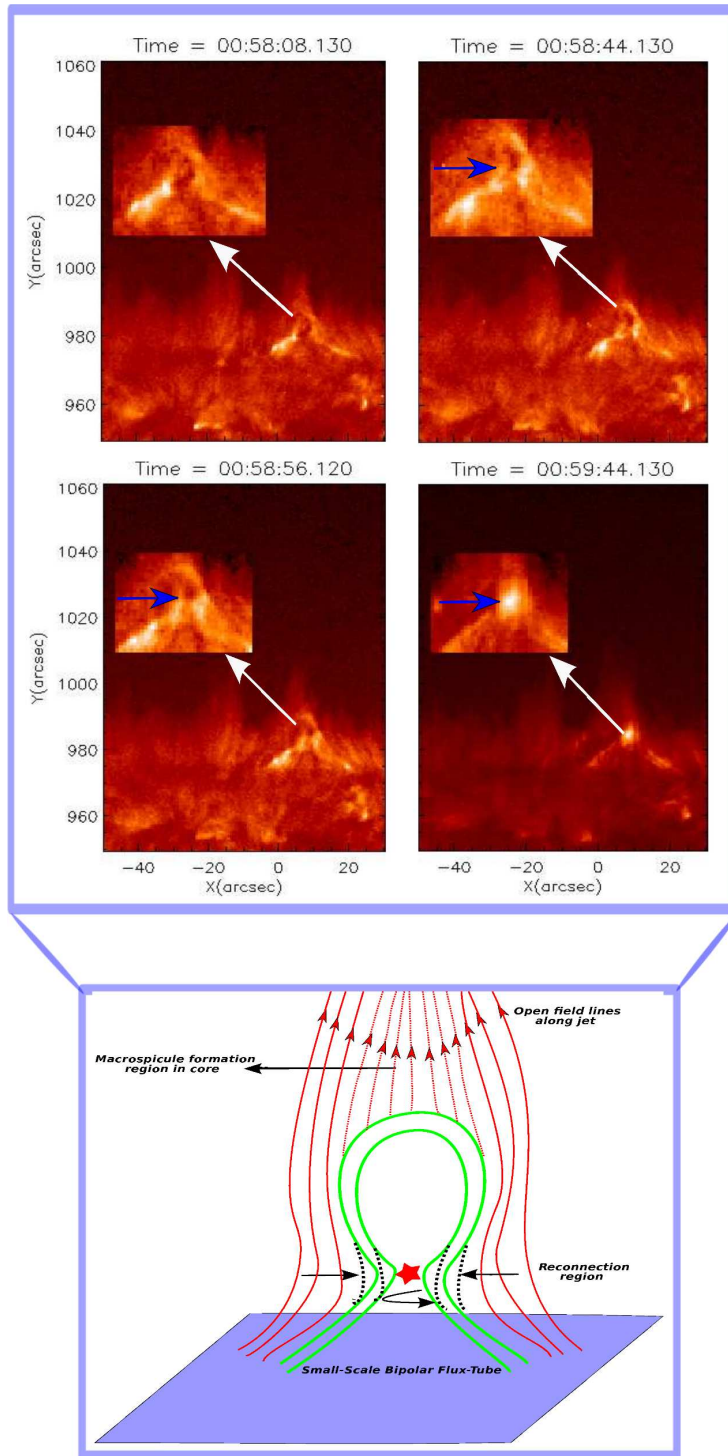 Time = 00:58:08.130
Time = 00:58:44.130
1060
1040
1020
1000
980
960
Y(arcsec)
Time = 00:58:56.120
Time = 00:59:44.130
1060
1040
1020
1000
980
960
Y(arcsec)
−40 −20 0 20
X(arcsec)
−40 −20 0 20
X(arcsec)
Open field lines
along jet
Macrospicule formation
region in core
Reconnection
region
Small-Scale Bipolar Flux-Tube